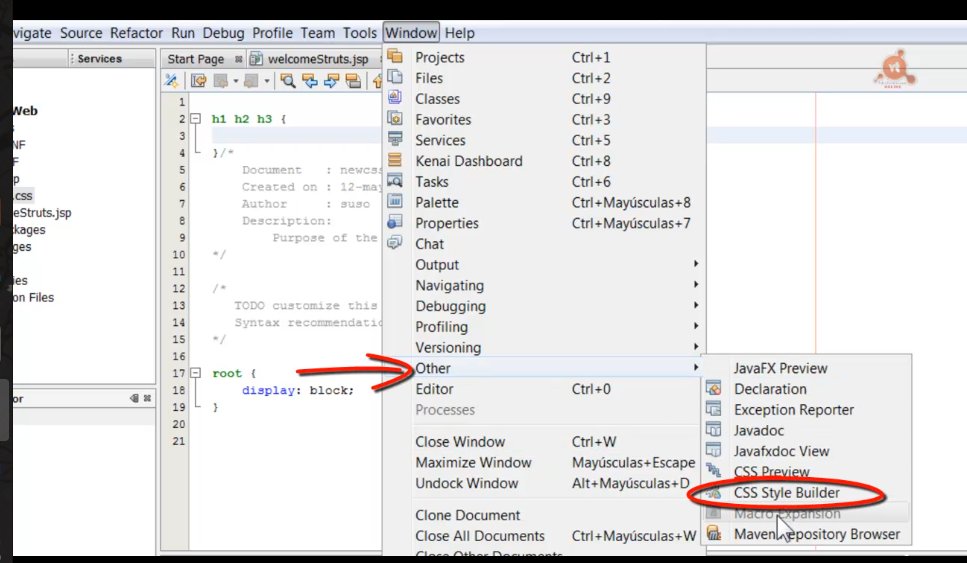 vigate Source Refactor Run Debug Profile Team Tools Window Help
Services
Start Page welcomeStruts.jsp
Web
NF
F
p
.css
eStruts.jsp
ckages
ges
ies
on Files
or
1
2 h1 h2 h3 {
3
4 }/*
5 Document : newcss
6 Created on : 12-may
7 Author : suso
8 Description:
9 Purpose of the
10 */
11
12 /*
13 TODO customize this
14 Syntax recommendatio
15 */
16
17 root {
18 display: block;
19 }
20
21
Projects Ctrl+1
Files Ctrl+2
Classes Ctrl+9
Favorites Ctrl+3
Services Ctrl+5
Kenai Dashboard Ctrl+8
Tasks Ctrl+6
Palette Ctrl+Mayúsculas+8
Properties Ctrl+Mayúsculas+7
Chat
Output
Navigating
Debugging
Profiling
Versioning
Other
Editor Ctrl+0
Processes
Close Window Ctrl+W
Maximize Window Mayúsculas+Escape
Undock Window Alt+Mayúsculas+D
Clone Document
Close All Documents Ctrl+Mayúsculas+W
Close Other Documents
JavaFX Preview
Declaration
Exception Reporter
Javadoc
Javafxdoc View
CSS Preview
CSS Style Builder
Macro Expansion
Maven Repository Browser